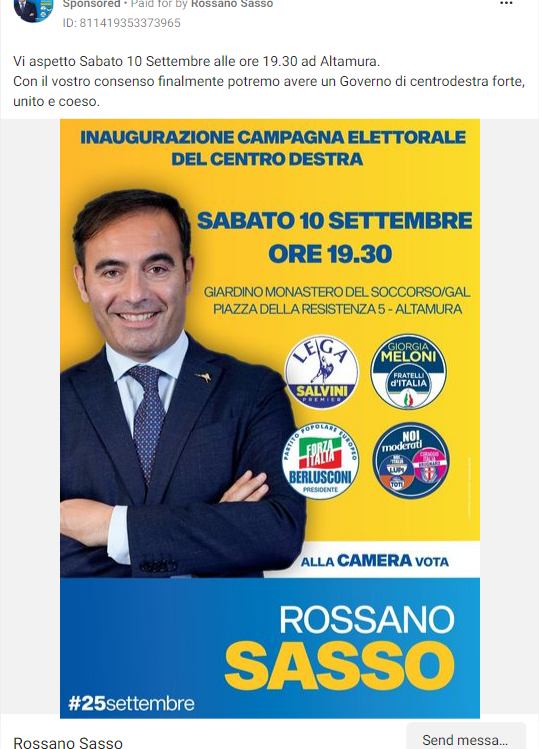 Sponsored • Paid for by Rossano Sasso
ID: 811419353373965
Vi aspetto Sabato 10 Settembre alle ore 19.30 ad Altamura.
Con il vostro consenso finalmente potremo avere un Governo di centrodestra forte,
unito e coeso.
INAUGURAZIONE CAMPAGNA ELETTORALE
DEL CENTRO DESTRA
SABATO 10 SETTEMBRE
ORE 19.30
GIARDINO MONASTERO DEL SOCCORSO/GAL
PIAZZA DELLA RESISTENZA 5 - ALTAMURA
LEGA
SALVINI
PREMIER
GIORGIA
MELONI
FRATELLI
d'ITALIA
PARTITO POPOLARE EUROPEO
FORZA
ITALIA
BERLUSCONI
PRESIDENTE
NOI
moderati
LUPI
TOTI
CORAGGIO
ITALIA
BRUGNARO
ALLA CAMERA VOTA
ROSSANO
SASSO
#25settembre
Rossano Sasso
Send messa...